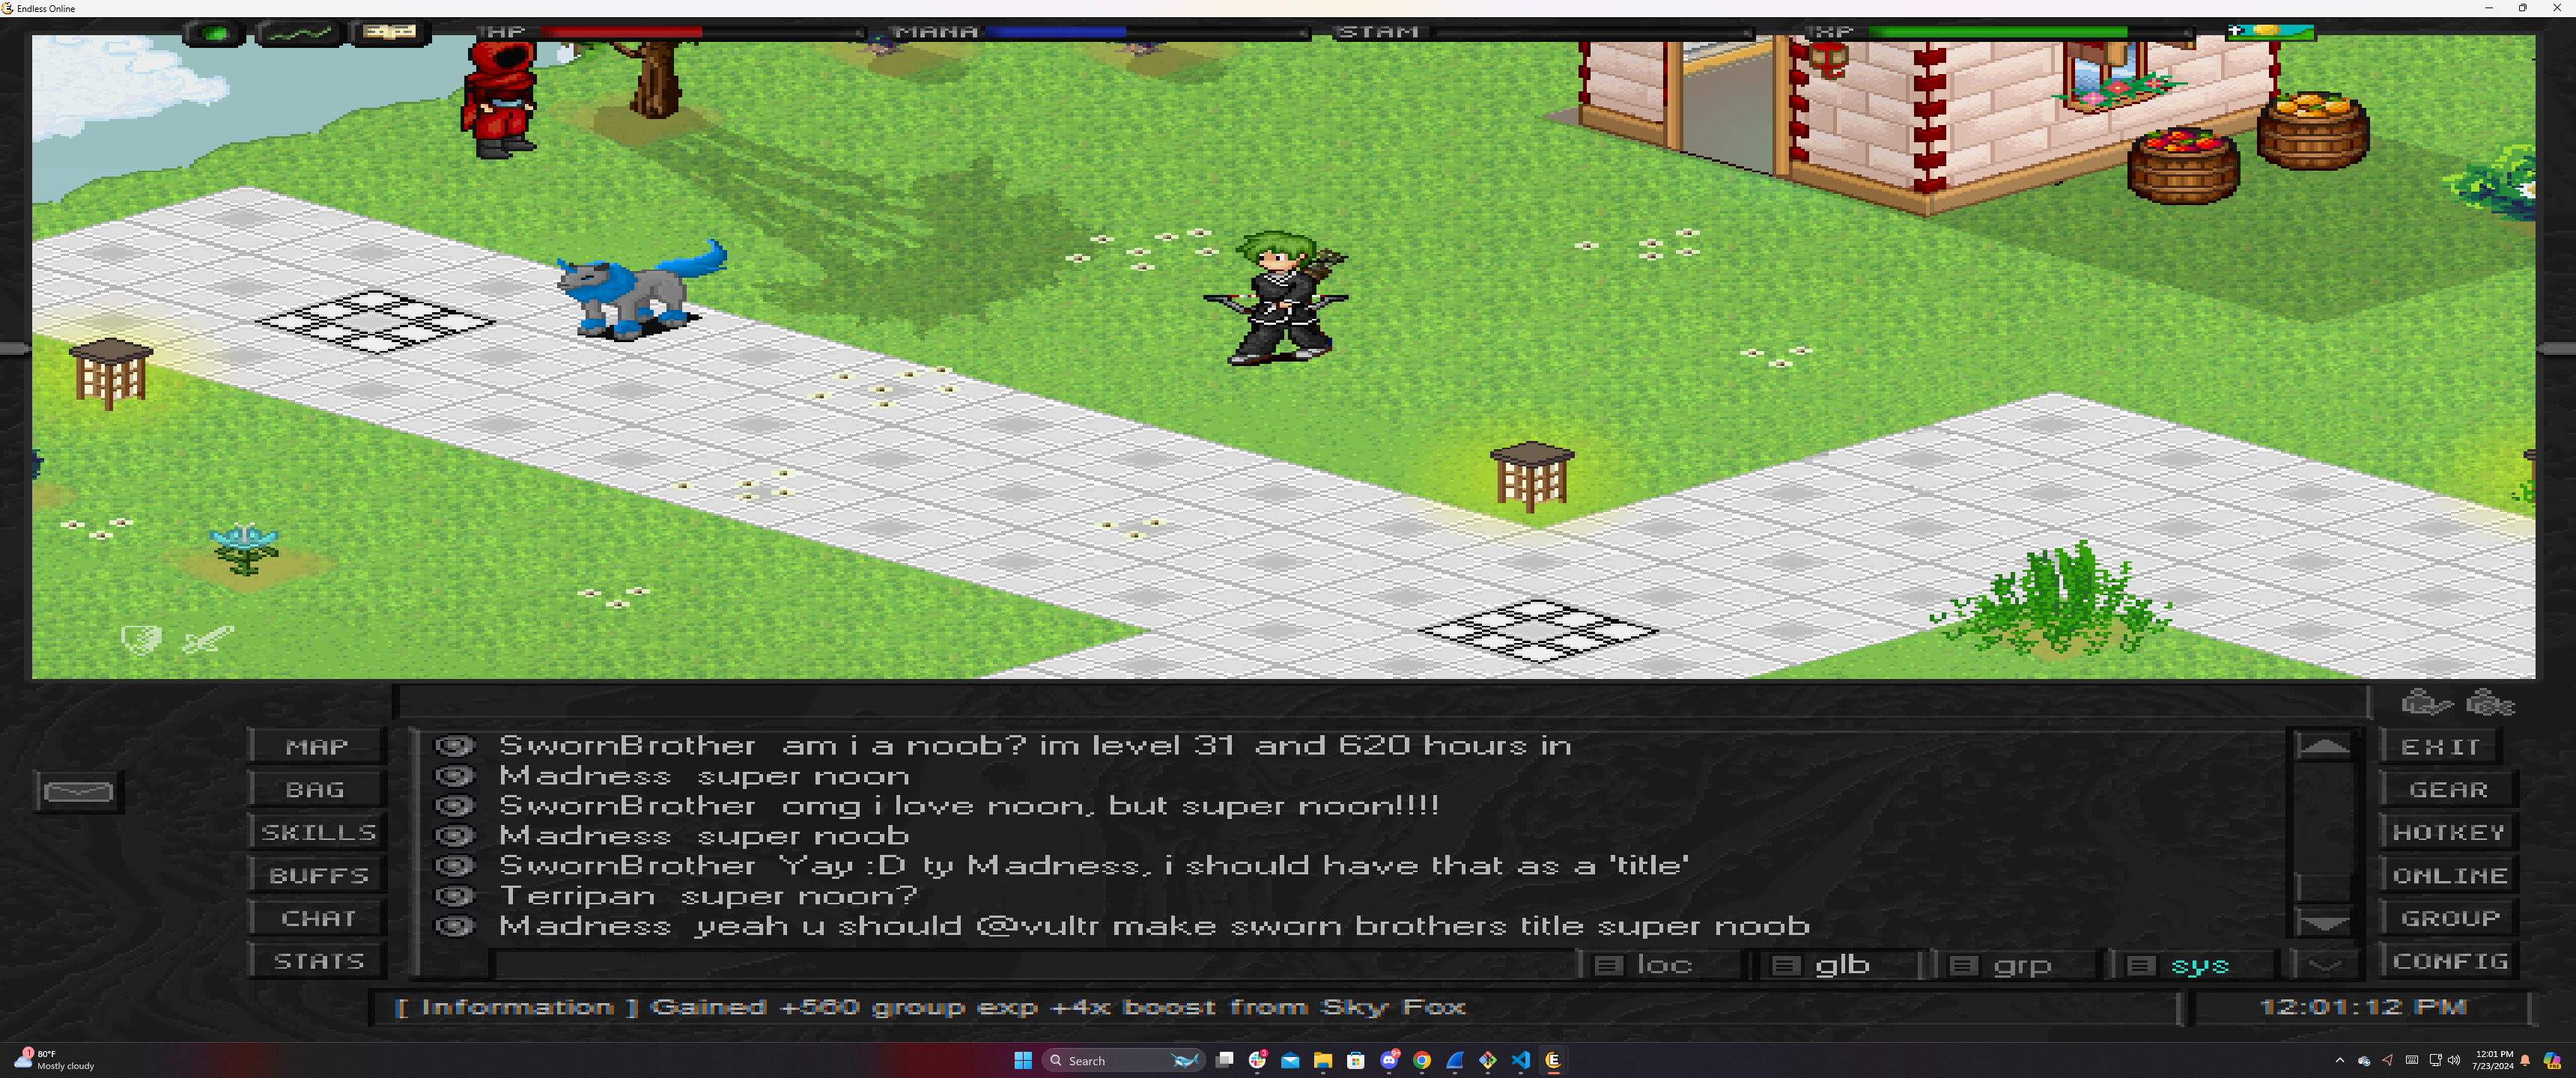 Endless Online
HP
MANA
STAM
XP
MAP
BAG
SKILLS
BUFFS
CHAT
STATS
SwornBrother  am i a noob? im level 31 and 620 hours in
Madness  super noon
SwornBrother  omg i love noon, but super noon!!!!
Madness  super noob
SwornBrother  Yay :D ty Madness, i should have that as a 'title'
Terripan  super noon?
Madness  yeah u should @vultr make sworn brothers title super noob
EXIT
GEAR
HOTKEY
ONLINE
GROUP
CONFIG
loc
glb
grp
sys
[ Information ] Gained +560 group exp +4x boost from Sky Fox
12:01:12 PM
1
80°F
Mostly cloudy
Search
3
9+
12:01 PM
7/23/2024
PRE